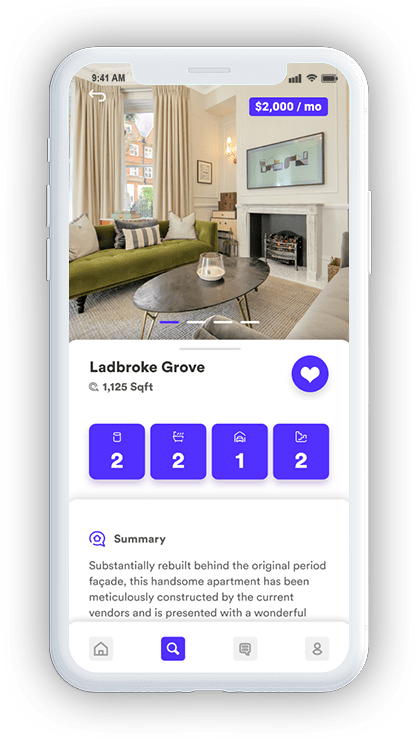 9:41 AM
$2,000 / mo
Ladbroke Grove
1,125 Sqft
2 2 1 2
Summary
Substantially rebuilt behind the original period
façade, this handsome apartment has been
meticulously constructed by the current
vendors and is presented with a wonderful